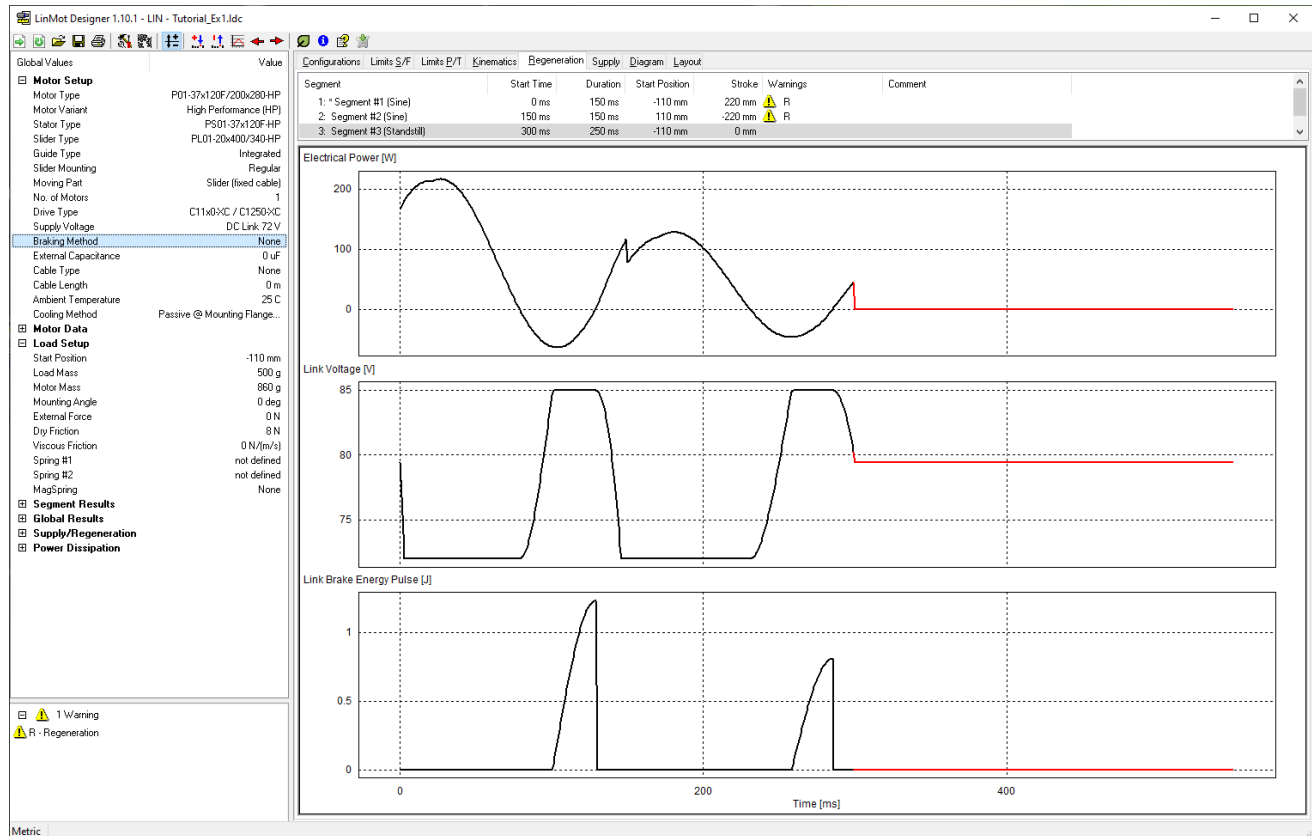 LinMot Designer 1.10.1 - LIN - Tutorial_Ex1.ldc
Global Values Value
Motor Setup
Motor Type P01-37x120F/200x280-HP
Motor Variant High Performance (HP)
Stator Type PS01-37x120F-HP
Slider Type PL01-20x400/340-HP
Guide Type Integrated
Slider Mounting Regular
Moving Part Slider (fixed cable)
No. of Motors 1
Drive Type C11x0-XC / C1250-XC
Supply Voltage DC Link 72 V
Braking Method None
External Capacitance 0 uF
Cable Type None
Cable Length 0 m
Ambient Temperature 25 C
Cooling Method Passive @ Mounting Flange...
Motor Data
Load Setup
Start Position -110 mm
Load Mass 500 g
Motor Mass 860 g
Mounting Angle 0 deg
External Force 0 N
Dry Friction 8 N
Viscous Friction 0 N/(m/s)
Spring #1 not defined
Spring #2 not defined
MagSpring None
Segment Results
Global Results
Supply/Regeneration
Power Dissipation
1 Warning
R - Regeneration
Configurations Limits S/F Limits P/T Kinematics Regeneration Supply Diagram Layout
Segment Start Time Duration Start Position Stroke Warnings Comment
1: * Segment #1 (Sine) 0 ms 150 ms -110 mm 220 mm R
2: Segment #2 (Sine) 150 ms 150 ms 110 mm -220 mm R
3: Segment #3 (Standstill) 300 ms 250 ms -110 mm 0 mm
Electrical Power [W]
200
100
0
Link Voltage [V]
85
80
75
Link Brake Energy Pulse [J]
1
0.5
0
0 200 400
Time [ms]
Metric